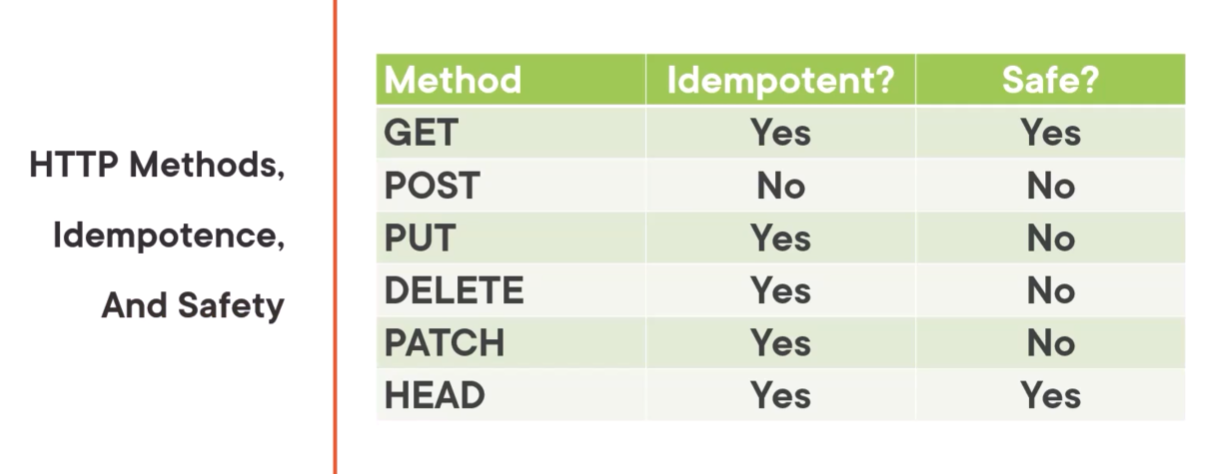 HTTP Methods,
Idempotence,
And Safety
Method Idempotent? Safe?
GET Yes Yes
POST No No
PUT Yes No
DELETE Yes No
PATCH Yes No
HEAD Yes Yes